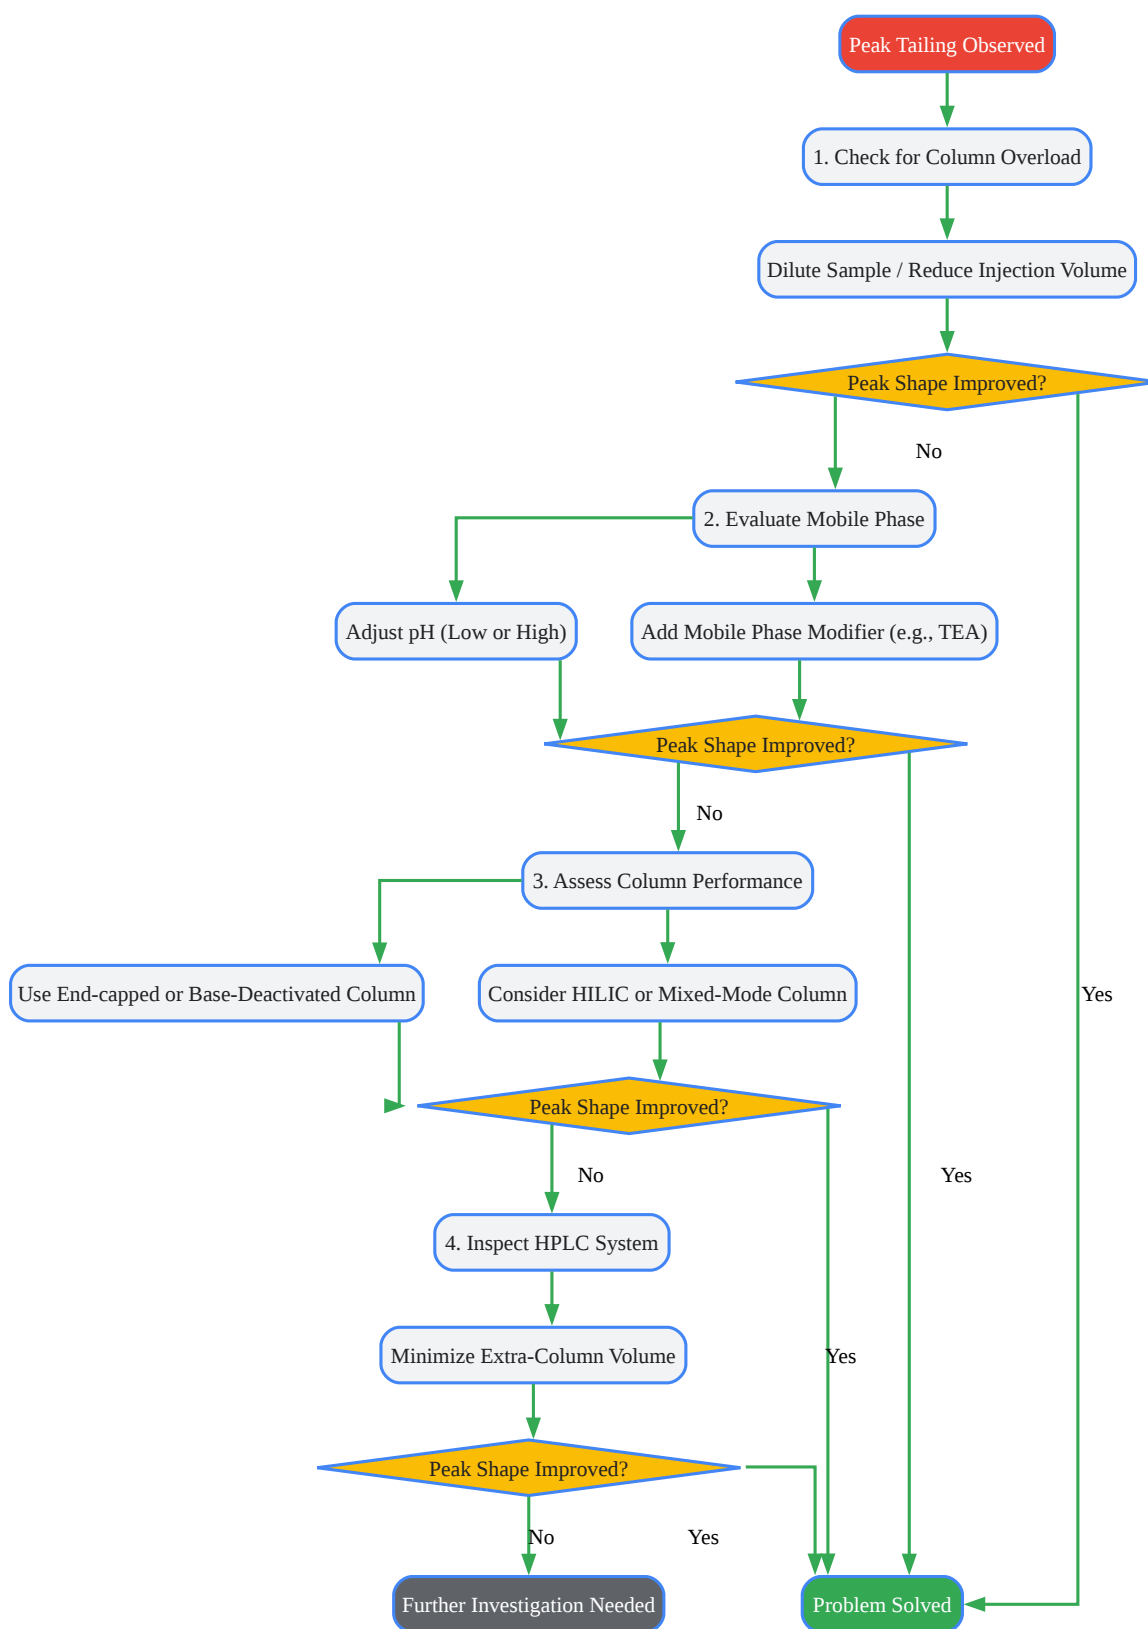 Peak Tailing Observed
1. Check for Column Overload
Dilute Sample / Reduce Injection Volume
Peak Shape Improved?
No
2. Evaluate Mobile Phase
Adjust pH (Low or High)
Add Mobile Phase Modifier (e.g., TEA)
Peak Shape Improved?
No
3. Assess Column Performance
Use End-capped or Base-Deactivated Column
Consider HILIC or Mixed-Mode Column
Yes
Peak Shape Improved?
No
Yes
4. Inspect HPLC System
Minimize Extra-Column Volume
Yes
Peak Shape Improved?
No
Yes
Further Investigation Needed
Problem Solved